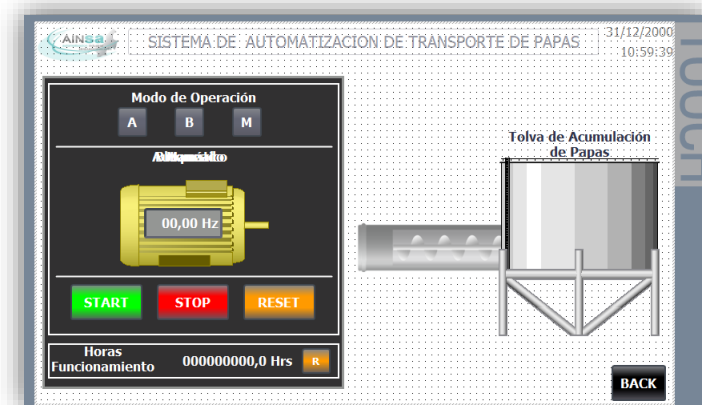 AINSa
SISTEMA DE AUTOMATIZACION DE TRANSPORTE DE PAPAS
31/12/2000
10:59:39
TOUCH
Modo de Operación
A B M
00,00 Hz
START STOP RESET
Horas
Funcionamiento
000000000,0 Hrs
R
Tolva de Acumulación
de Papas
BACK